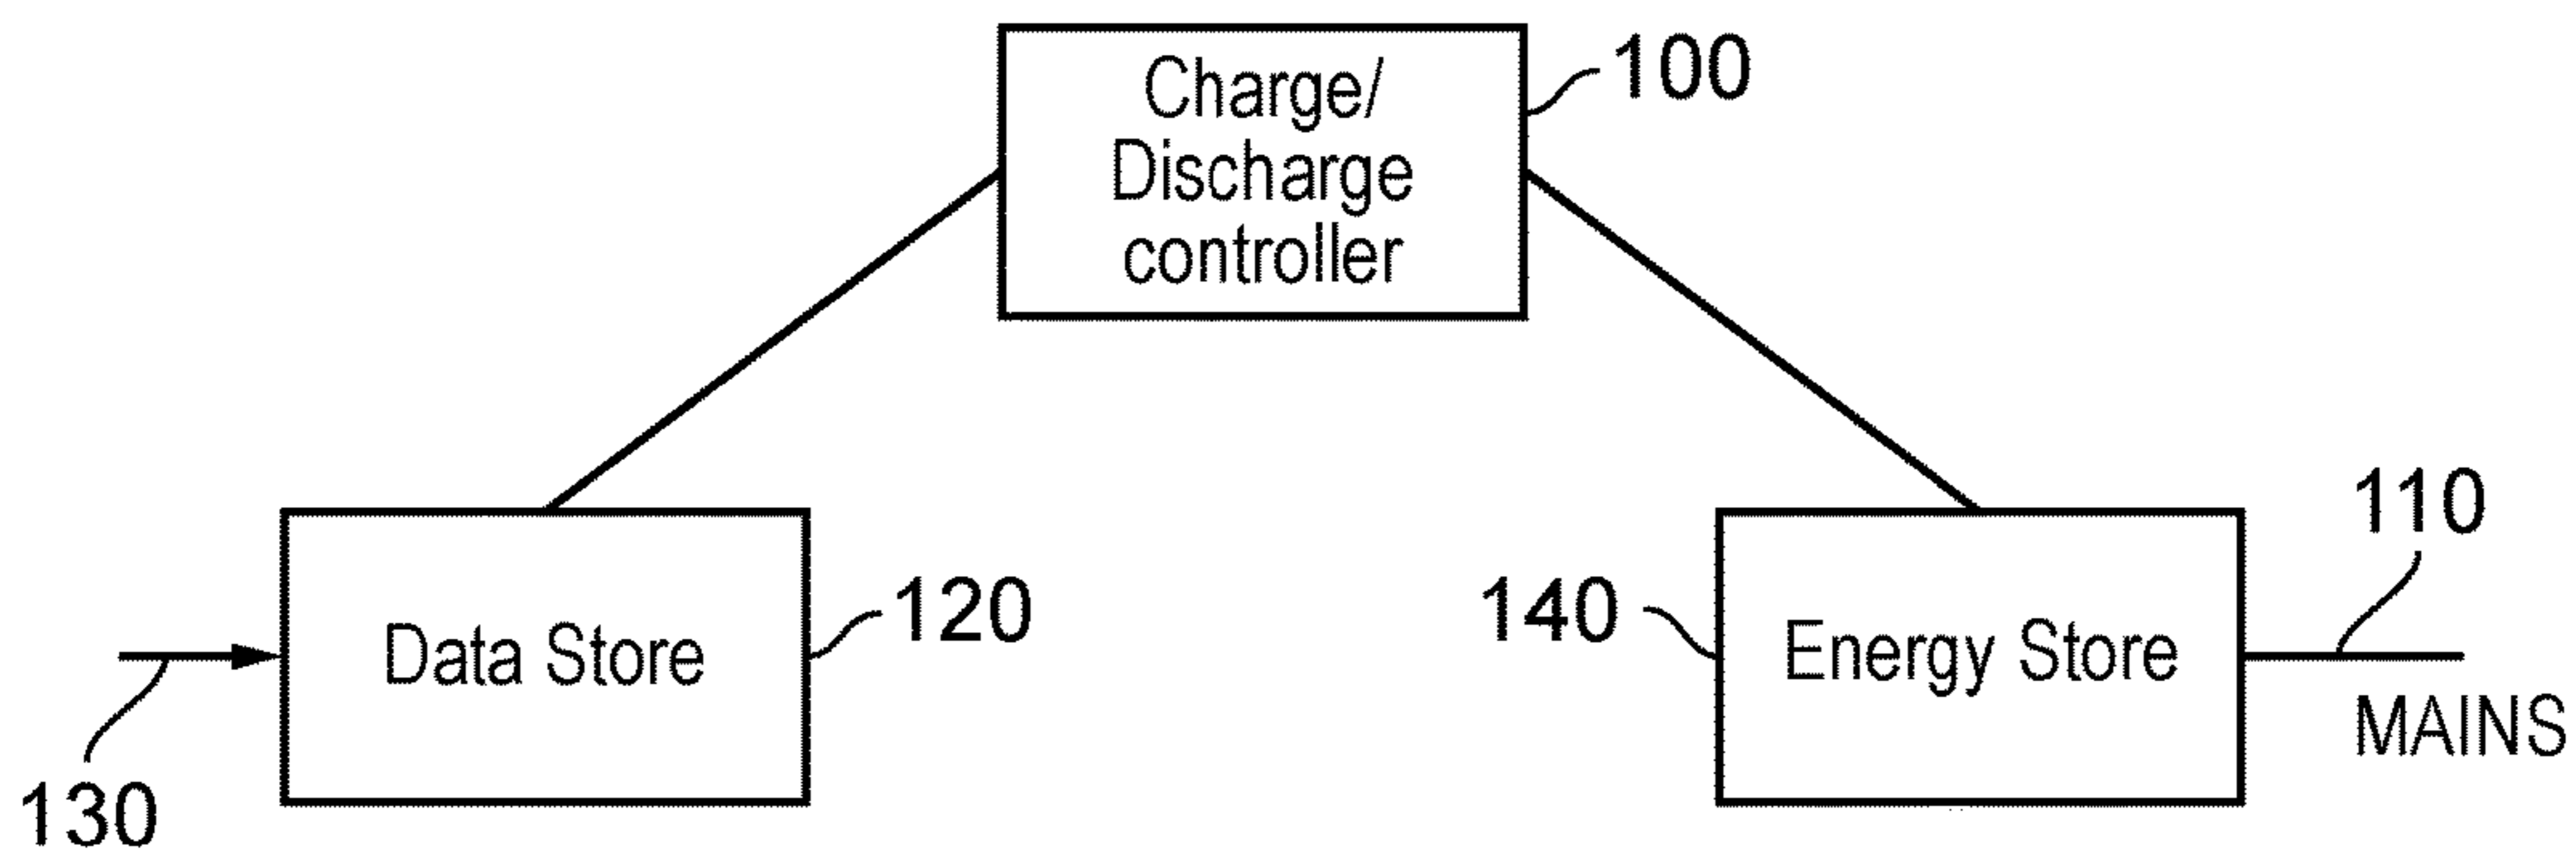 Charge/
Discharge
controller
100
110
Data Store
120
140
Energy Store
MAINS
130